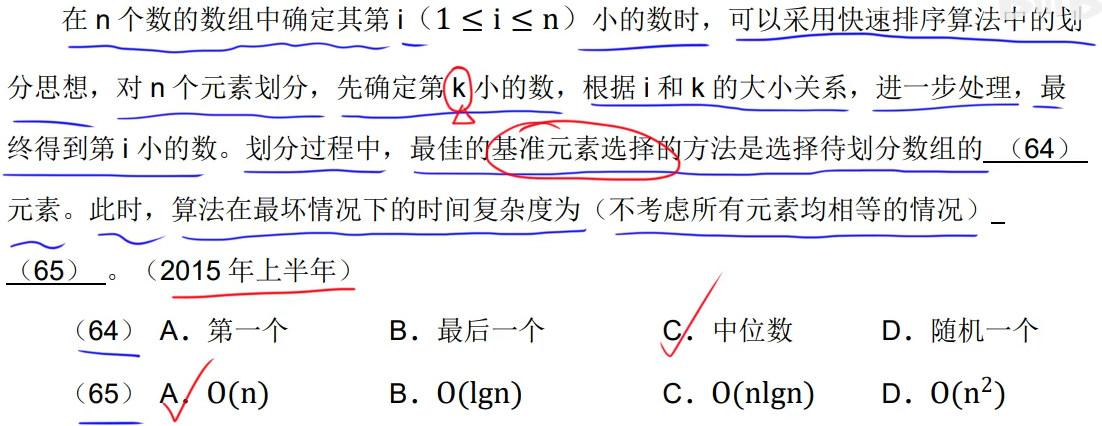 在 n 个数的数组中确定其第 i（1 ≤ i ≤ n）小的数时，可以采用快速排序算法中的划
分思想，对 n 个元素划分，先确定第 k 小的数，根据 i 和 k 的大小关系，进一步处理，最
终得到第 i 小的数。划分过程中，最佳的基准元素选择的方法是选择待划分数组的 （64）
元素。此时，算法在最坏情况下的时间复杂度为（不考虑所有元素均相等的情况）
（65） 。（2015 年上半年）
（64）A．第一个 B．最后一个 C．中位数 D．随机一个
（65）A．O(n) B．O(lgn) C．O(nlgn) D．O(n²)